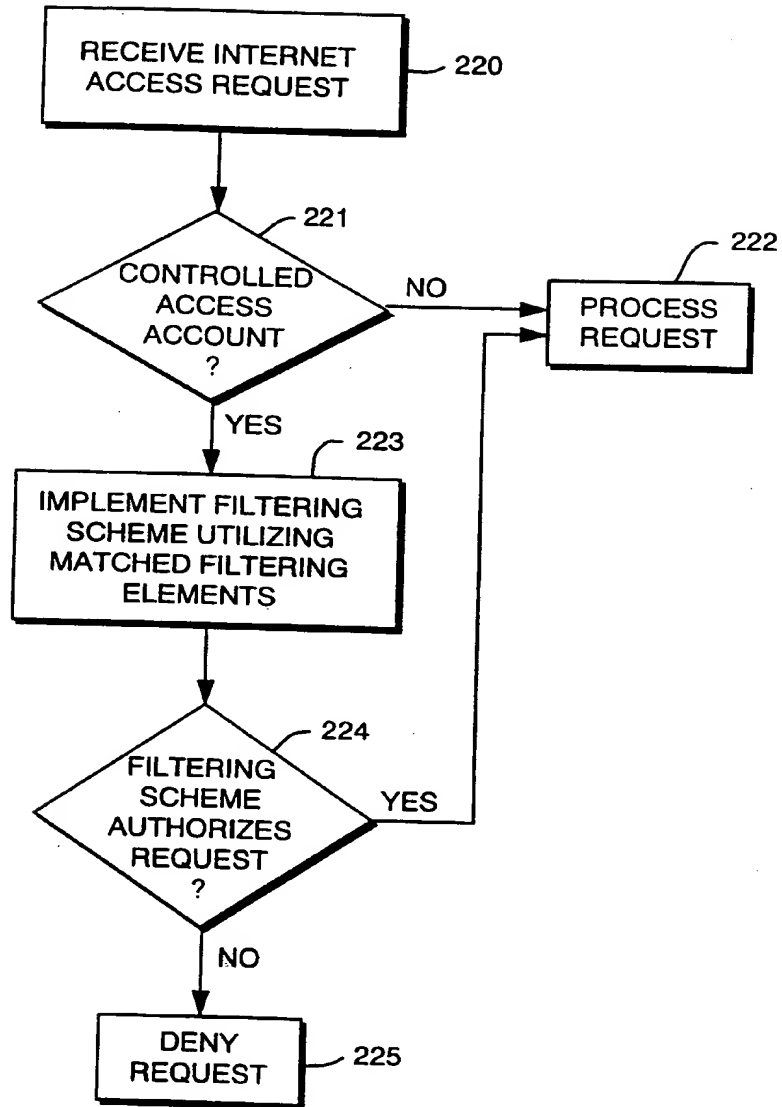 RECEIVE INTERNET
ACCESS REQUEST
220
221
CONTROLLED
ACCESS
ACCOUNT
?
NO
222
PROCESS
REQUEST
YES
223
IMPLEMENT FILTERING
SCHEME UTILIZING
MATCHED FILTERING
ELEMENTS
224
FILTERING
SCHEME
AUTHORIZES
REQUEST
?
YES
NO
DENY
REQUEST
225